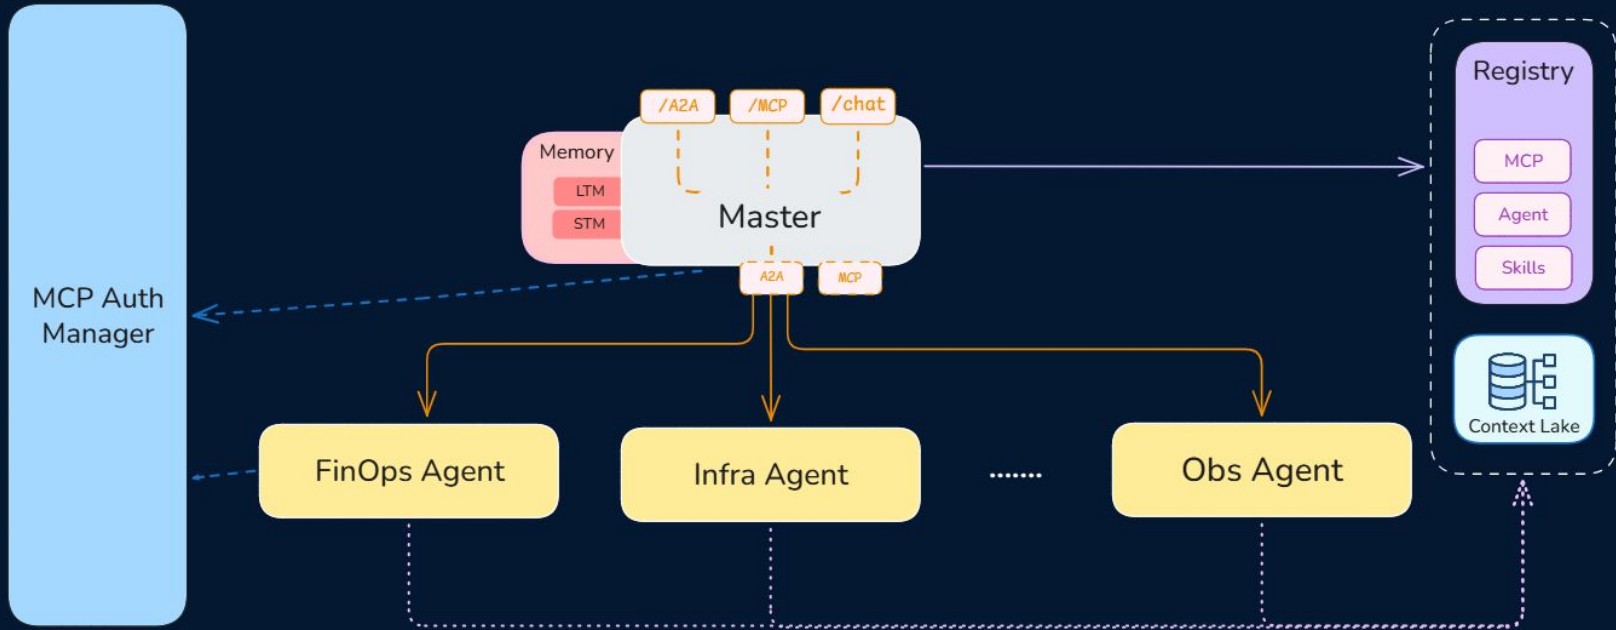 /A2A
/MCP
/chat
Registry
Memory
LTM
STM
Master
MCP
Agent
Skills
A2A
MCP
MCP Auth
Manager
Context Lake
FinOps Agent
Infra Agent
.......
Obs Agent